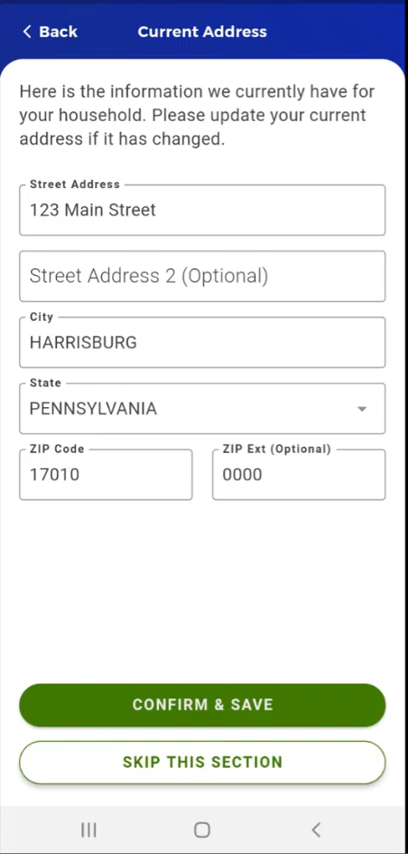 Back
Current Address
Here is the information we currently have for
your household. Please update your current
address if it has changed.
Street Address
123 Main Street
Street Address 2 (Optional)
City
HARRISBURG
State
PENNSYLVANIA
ZIP Code
17010
ZIP Ext (Optional)
0000
CONFIRM & SAVE
SKIP THIS SECTION